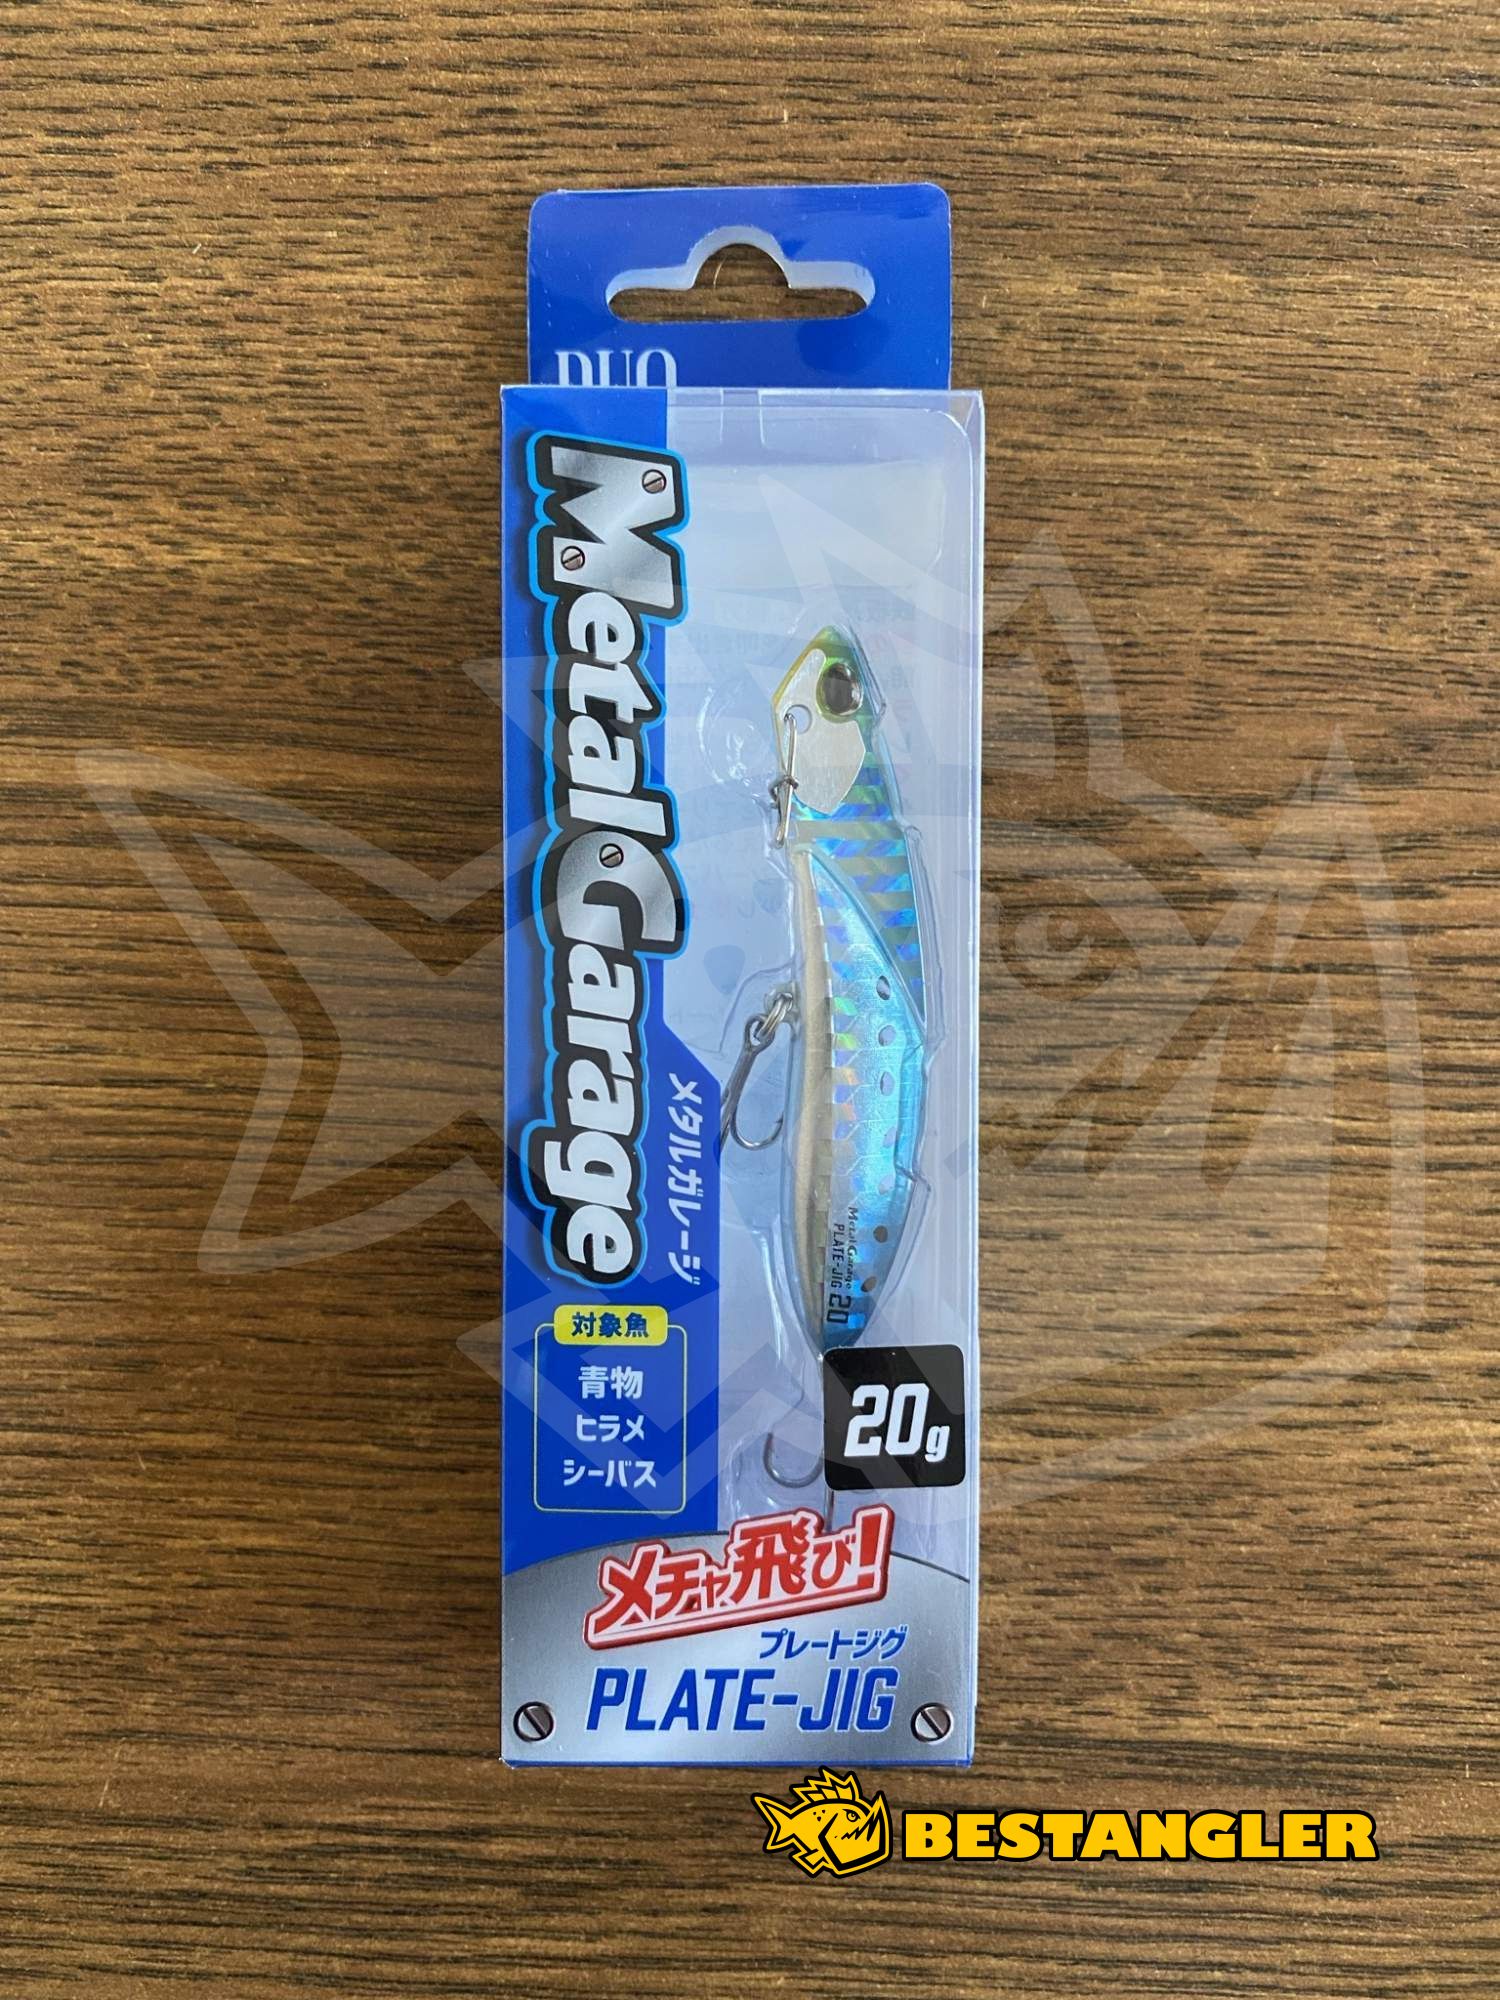 DUO
Metal Garage
メタルガレージ
対象魚
青物
ヒラメ
シーバス
Metal Garage
PLATE-JIG 20
20g
メチャ飛び!
プレートジグ
PLATE-JIG
BESTANGLER